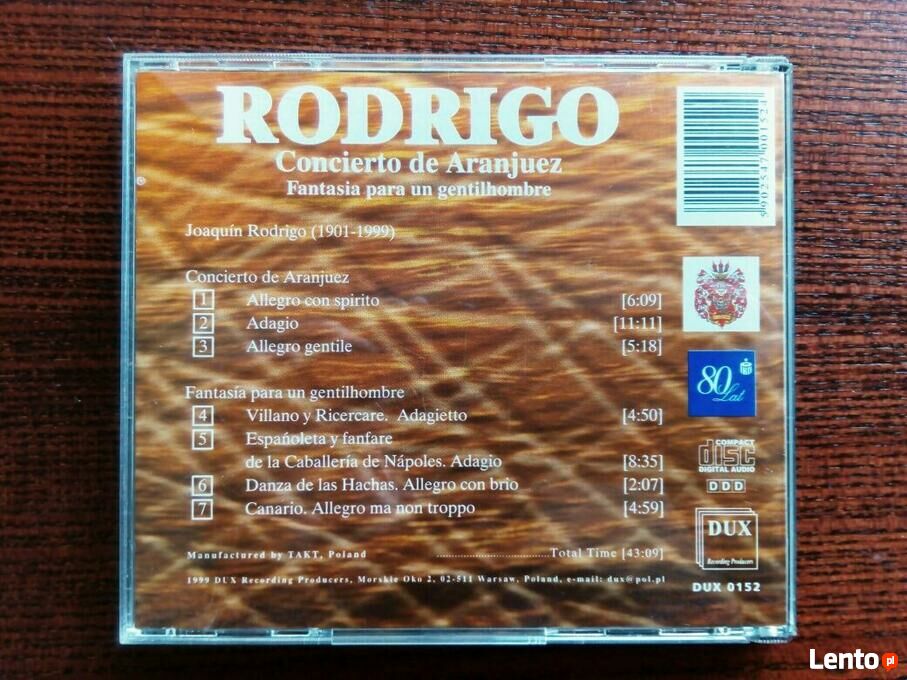 RODRIGO
Concierto de Aranjuez
Fantasia para un gentilhombre
Joaquín Rodrigo (1901-1999)
Concierto de Aranjuez
1 Allegro con spirito [6:09]
2 Adagio [11:11]
3 Allegro gentile [5:18]
Fantasía para un gentilhombre
4 Villano y Ricercare. Adagietto [4:50]
5 Españoleta y fanfare
de la Caballería de Nápoles. Adagio [8:35]
6 Danza de las Hachas. Allegro con brio [2:07]
7 Canario. Allegro ma non troppo [4:59]
Manufactured by TAKT, Poland ..............................Total Time [43:09]
1999 DUX Recording Producers, Morskie Oko 2, 02-511 Warsaw, Poland, e-mail: dux@pol.pl
5 902547 001524
80 Lat
COMPACT
disc
DIGITAL AUDIO
DDD
DUX
Recording Producers
DUX 0152
Lento pl